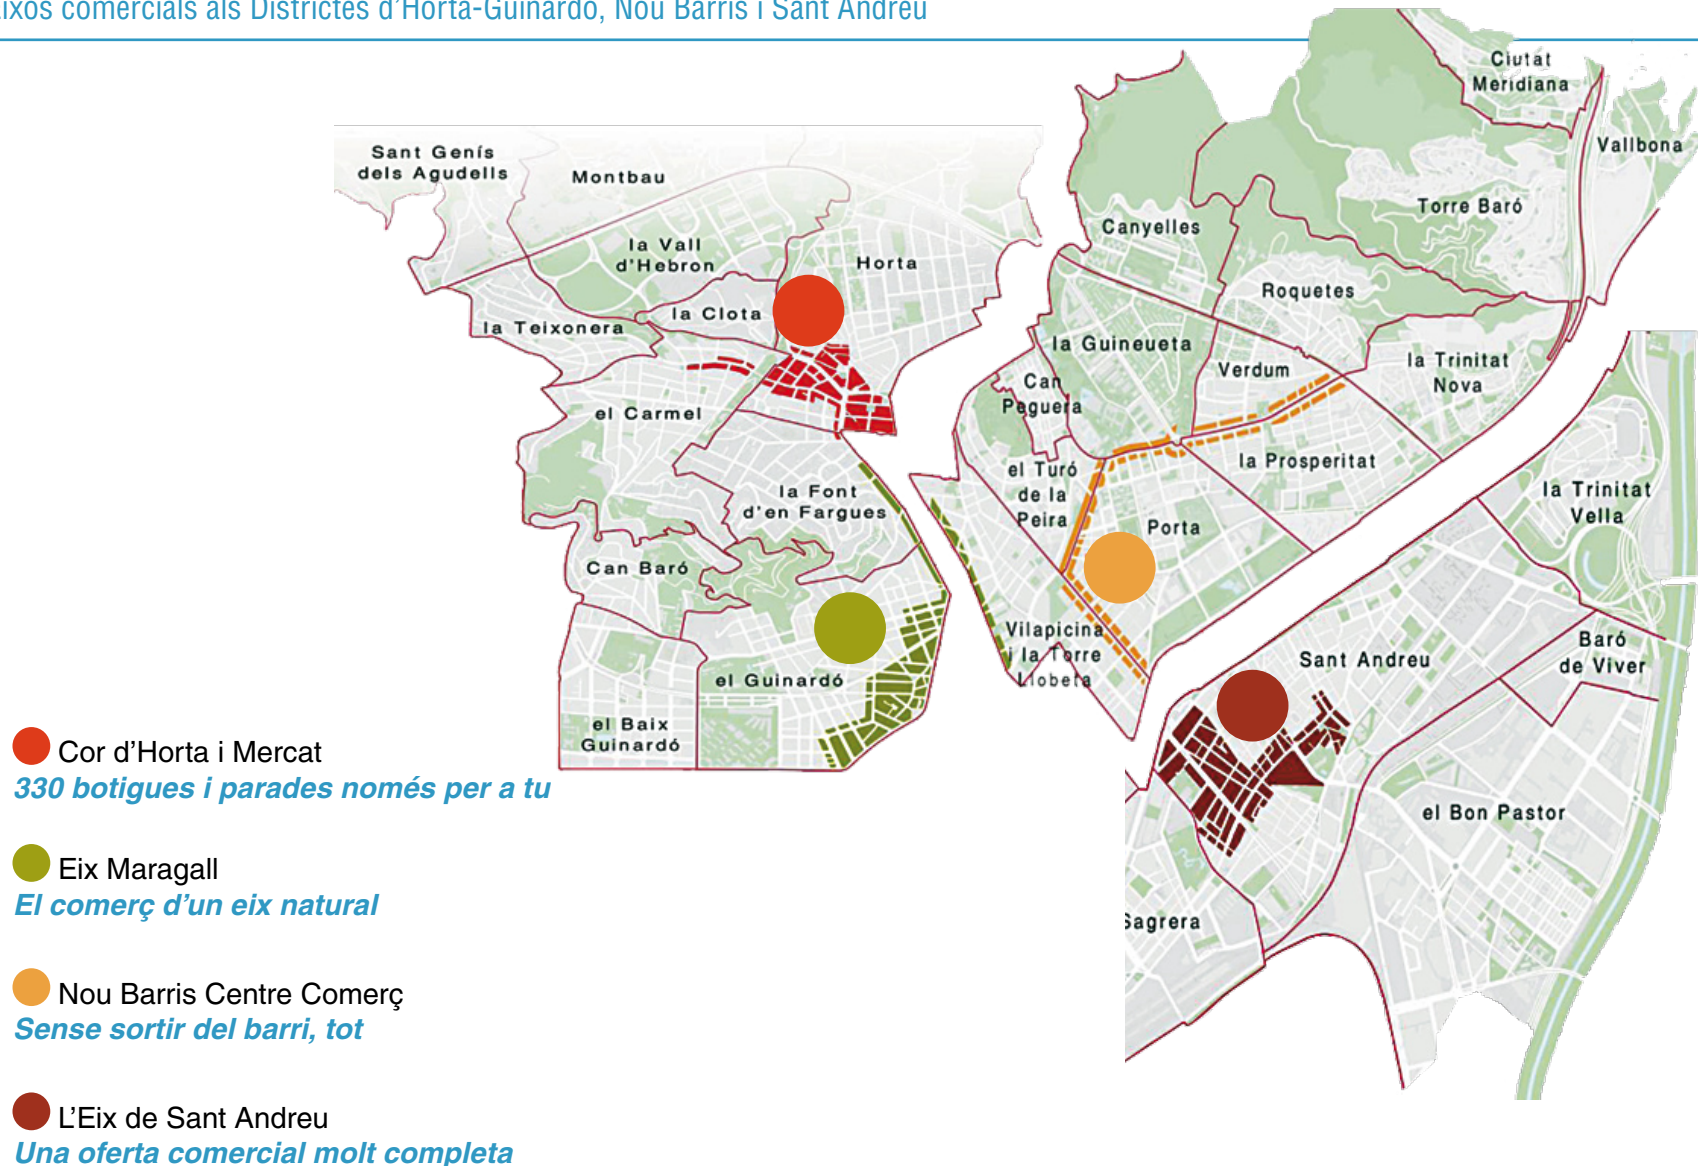 comercials als Districtes d'Horta-Guinardó, Nou Barris i Sant Andreu
Ciutat
Meridiana
Vallbona
Sant Genís
dels Agudells
Montbau
Torre Baró
Canyelles
la Vall
d'Hebron
Horta
Roquetes
la Clota
la Teixonera
la Guineueta
Verdum
la Trinitat
Nova
Can
Peguera
el Carmel
la Prosperitat
el Turó
de la
Peira
la Font
d'en Fargues
Porta
la Trinitat
Vella
Can Baró
Vilapicina
i la Torre
Llobeta
Baró
de Viver
Sant Andreu
el Guinardó
el Baix
Guinardó
el Bon Pastor
Sagrera
Cor d'Horta i Mercat
330 botigues i parades només per a tu
Eix Maragall
El comerç d'un eix natural
Nou Barris Centre Comerç
Sense sortir del barri, tot
L'Eix de Sant Andreu
Una oferta comercial molt completa